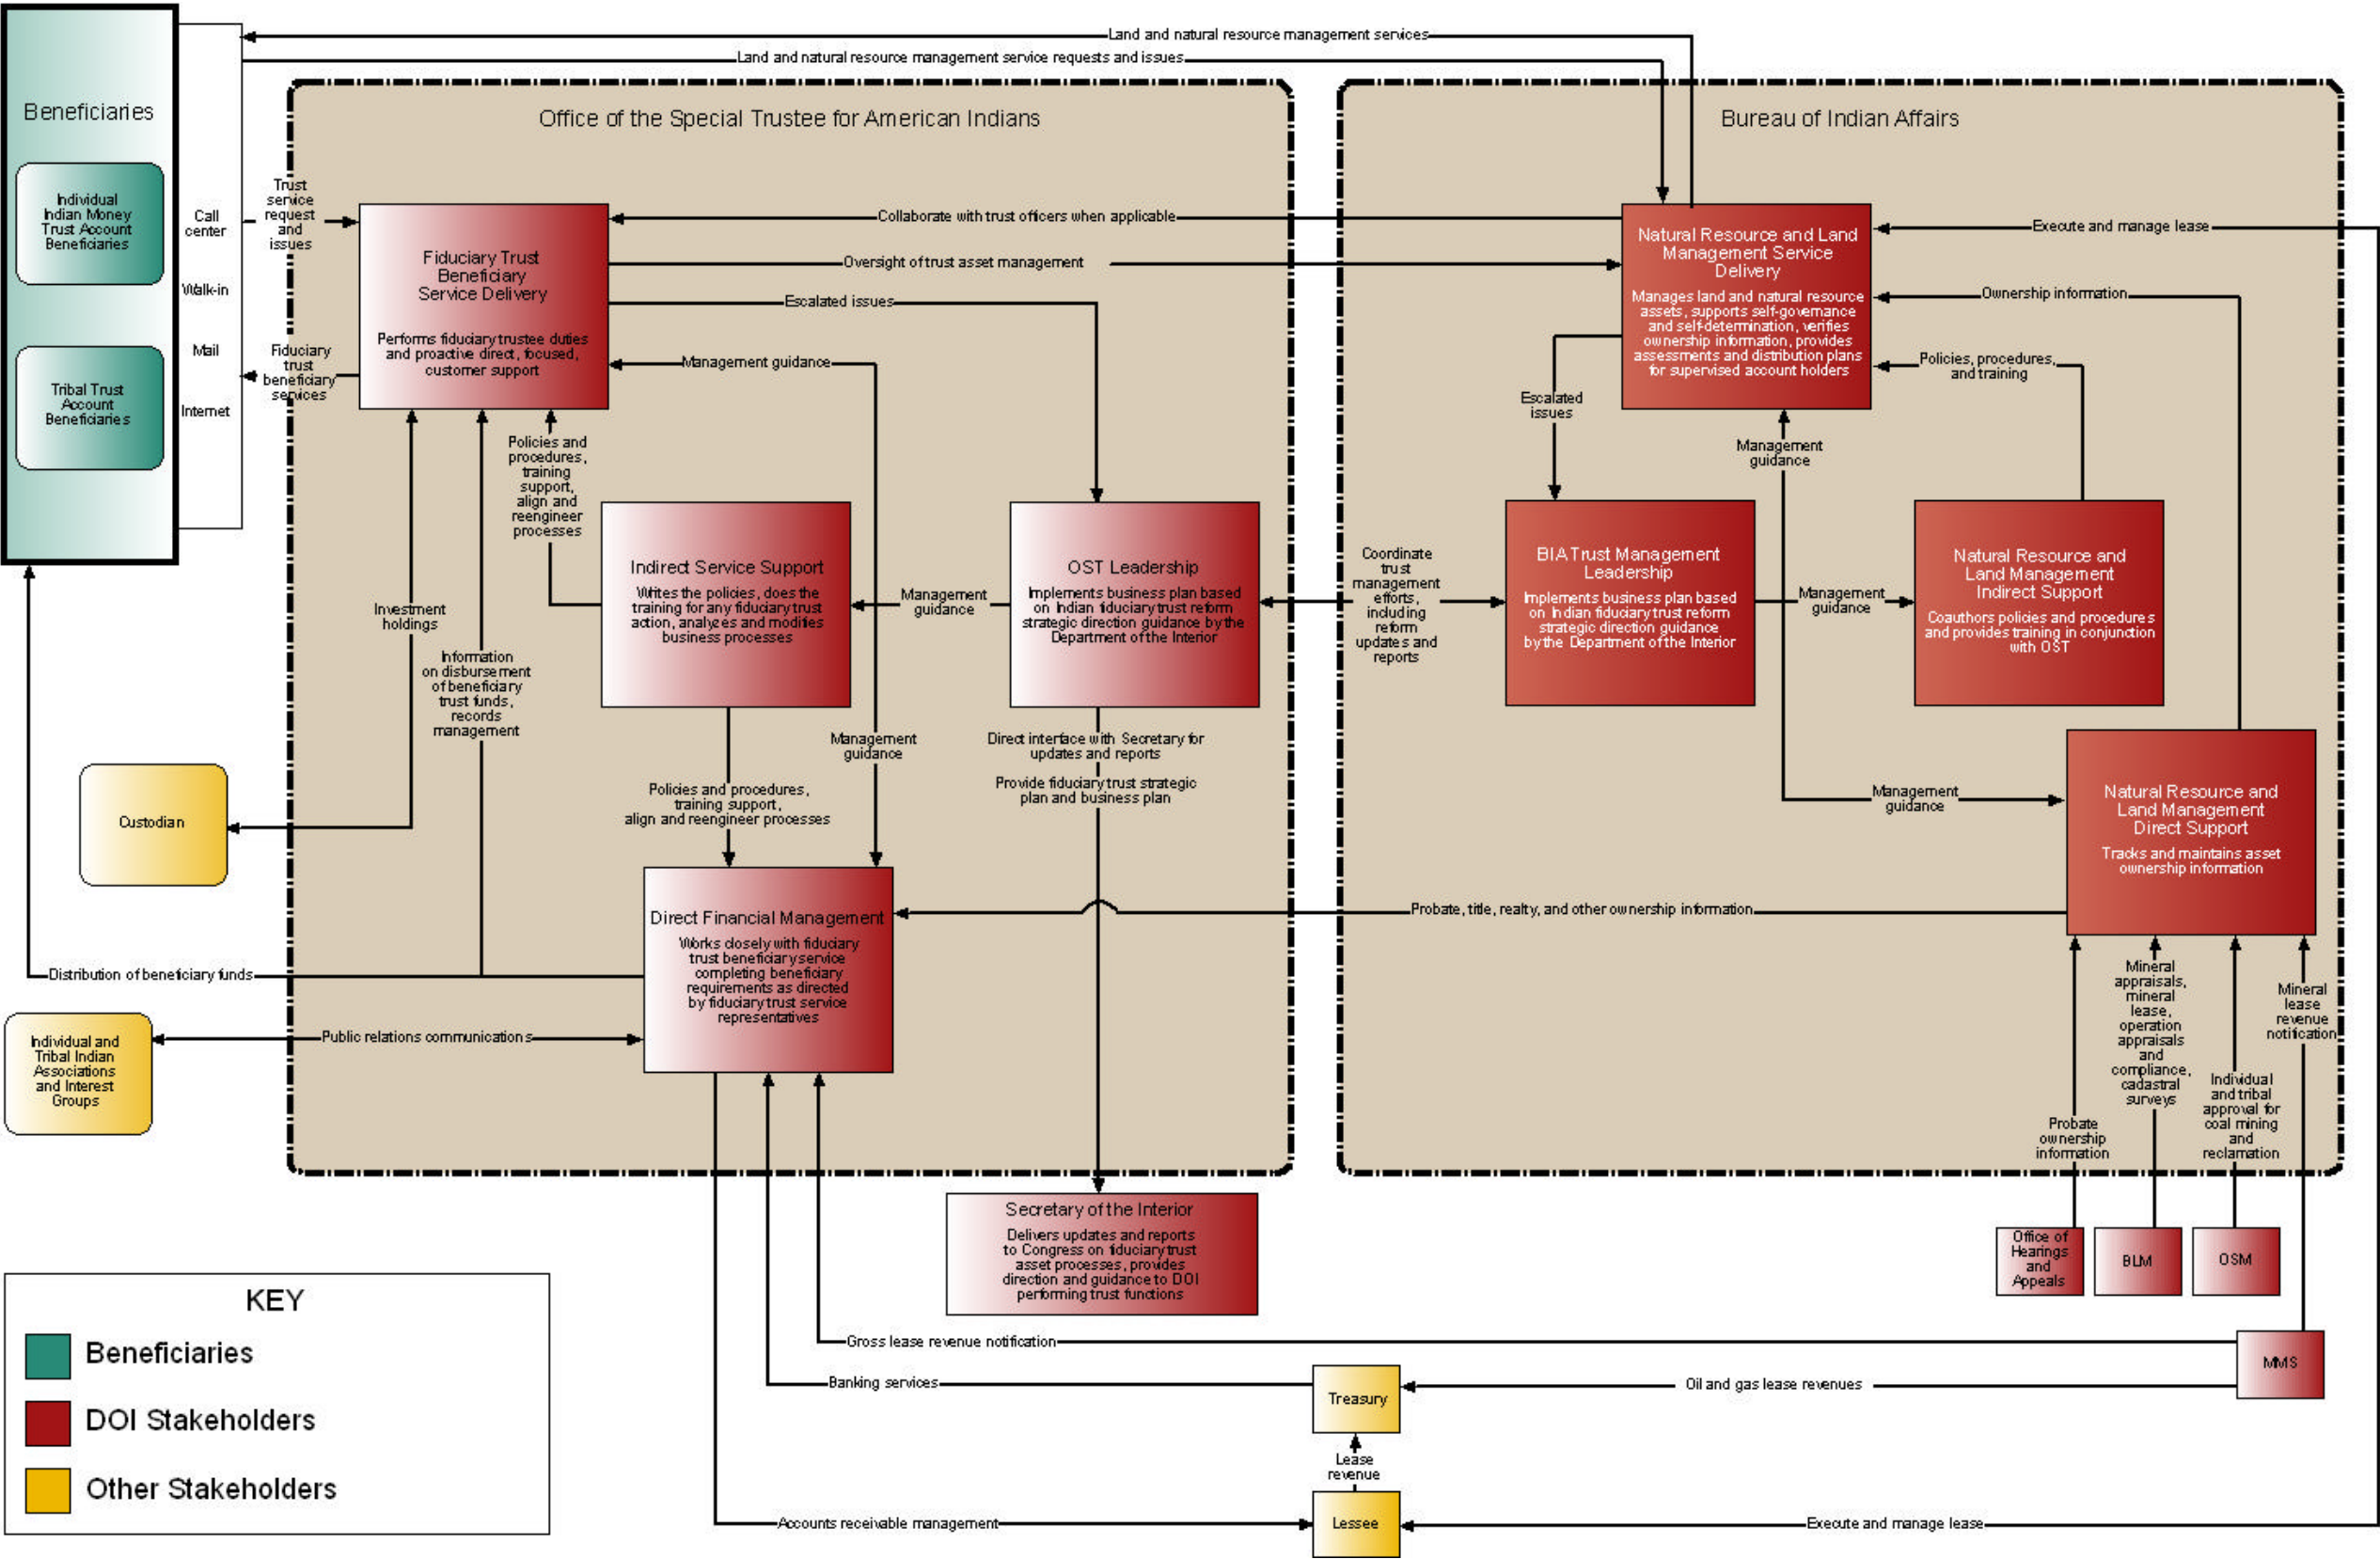 Land and natural resource management services
Land and natural resource management service requests and issues
Beneficiaries
Individual
Indian Money
Trust Account
Beneficiaries
Tribal Trust
Account
Beneficiaries
Call
center
Walk-in
Mail
Internet
Trust
service
request
and
issues
Fiduciary
trust
beneficiary
services
Office of the Special Trustee for American Indians
Fiduciary Trust
Beneficiary
Service Delivery
Performs fiduciary trustee duties
and proactive direct, focused,
customer support
Collaborate with trust officers when applicable
Oversight of trust asset management
Escalated issues
Management guidance
Policies and
procedures,
training
support,
align and
reengineer
processes
Investment
holdings
Information
on disbursement
of beneficiary
trust funds,
records
management
Indirect Service Support
Writes the policies, does the
training for any fiduciary trust
action, analyzes and modifies
business processes
Management
guidance
OST Leadership
Implements business plan based
on Indian fiduciary trust reform
strategic direction guidance by the
Department of the Interior
Management
guidance
Direct interface with Secretary for
updates and reports
Provide fiduciary trust strategic
plan and business plan
Policies and procedures,
training support,
align and reengineer processes
Direct Financial Management
Works closely with fiduciary
trust beneficiary service
completing beneficiary
requirements as directed
by fiduciary trust service
representatives
Custodian
Distribution of beneficiary funds
Individual and
Tribal Indian
Associations
and Interest
Groups
Public relations communications
Coordinate
trust
management
efforts,
including
reform
updates and
reports
Bureau of Indian Affairs
Natural Resource and Land
Management Service
Delivery
Manages land and natural resource
assets, supports self-governance
and self-determination, verifies
ownership information, provides
assessments and distribution plans
for supervised account holders
Execute and manage lease
Ownership information
Policies, procedures,
and training
Escalated
issues
Management
guidance
BIA Trust Management
Leadership
Implements business plan based
on Indian fiduciary trust reform
strategic direction guidance
by the Department of the Interior
Management
guidance
Natural Resource and
Land Management
Indirect Support
Coauthors policies and procedures
and provides training in conjunction
with OST
Management
guidance
Natural Resource and
Land Management
Direct Support
Tracks and maintains asset
ownership information
Probate, title, realty, and other ownership information
Probate
ownership
information
Mineral
appraisals,
mineral
lease,
operation
appraisals
and
compliance,
cadastral
surveys
Individual
and tribal
approval for
coal mining
and
reclamation
Mineral
lease
revenue
notification
Office of
Hearings
and
Appeals
BLM
OSM
MMS
Secretary of the Interior
Delivers updates and reports
to Congress on fiduciary trust
asset processes, provides
direction and guidance to DOI
performing trust functions
Gross lease revenue notification
Banking services
Treasury
Oil and gas lease revenues
Lease
revenue
Accounts receivable management
Lessee
Execute and manage lease
KEY
Beneficiaries
DOI Stakeholders
Other Stakeholders